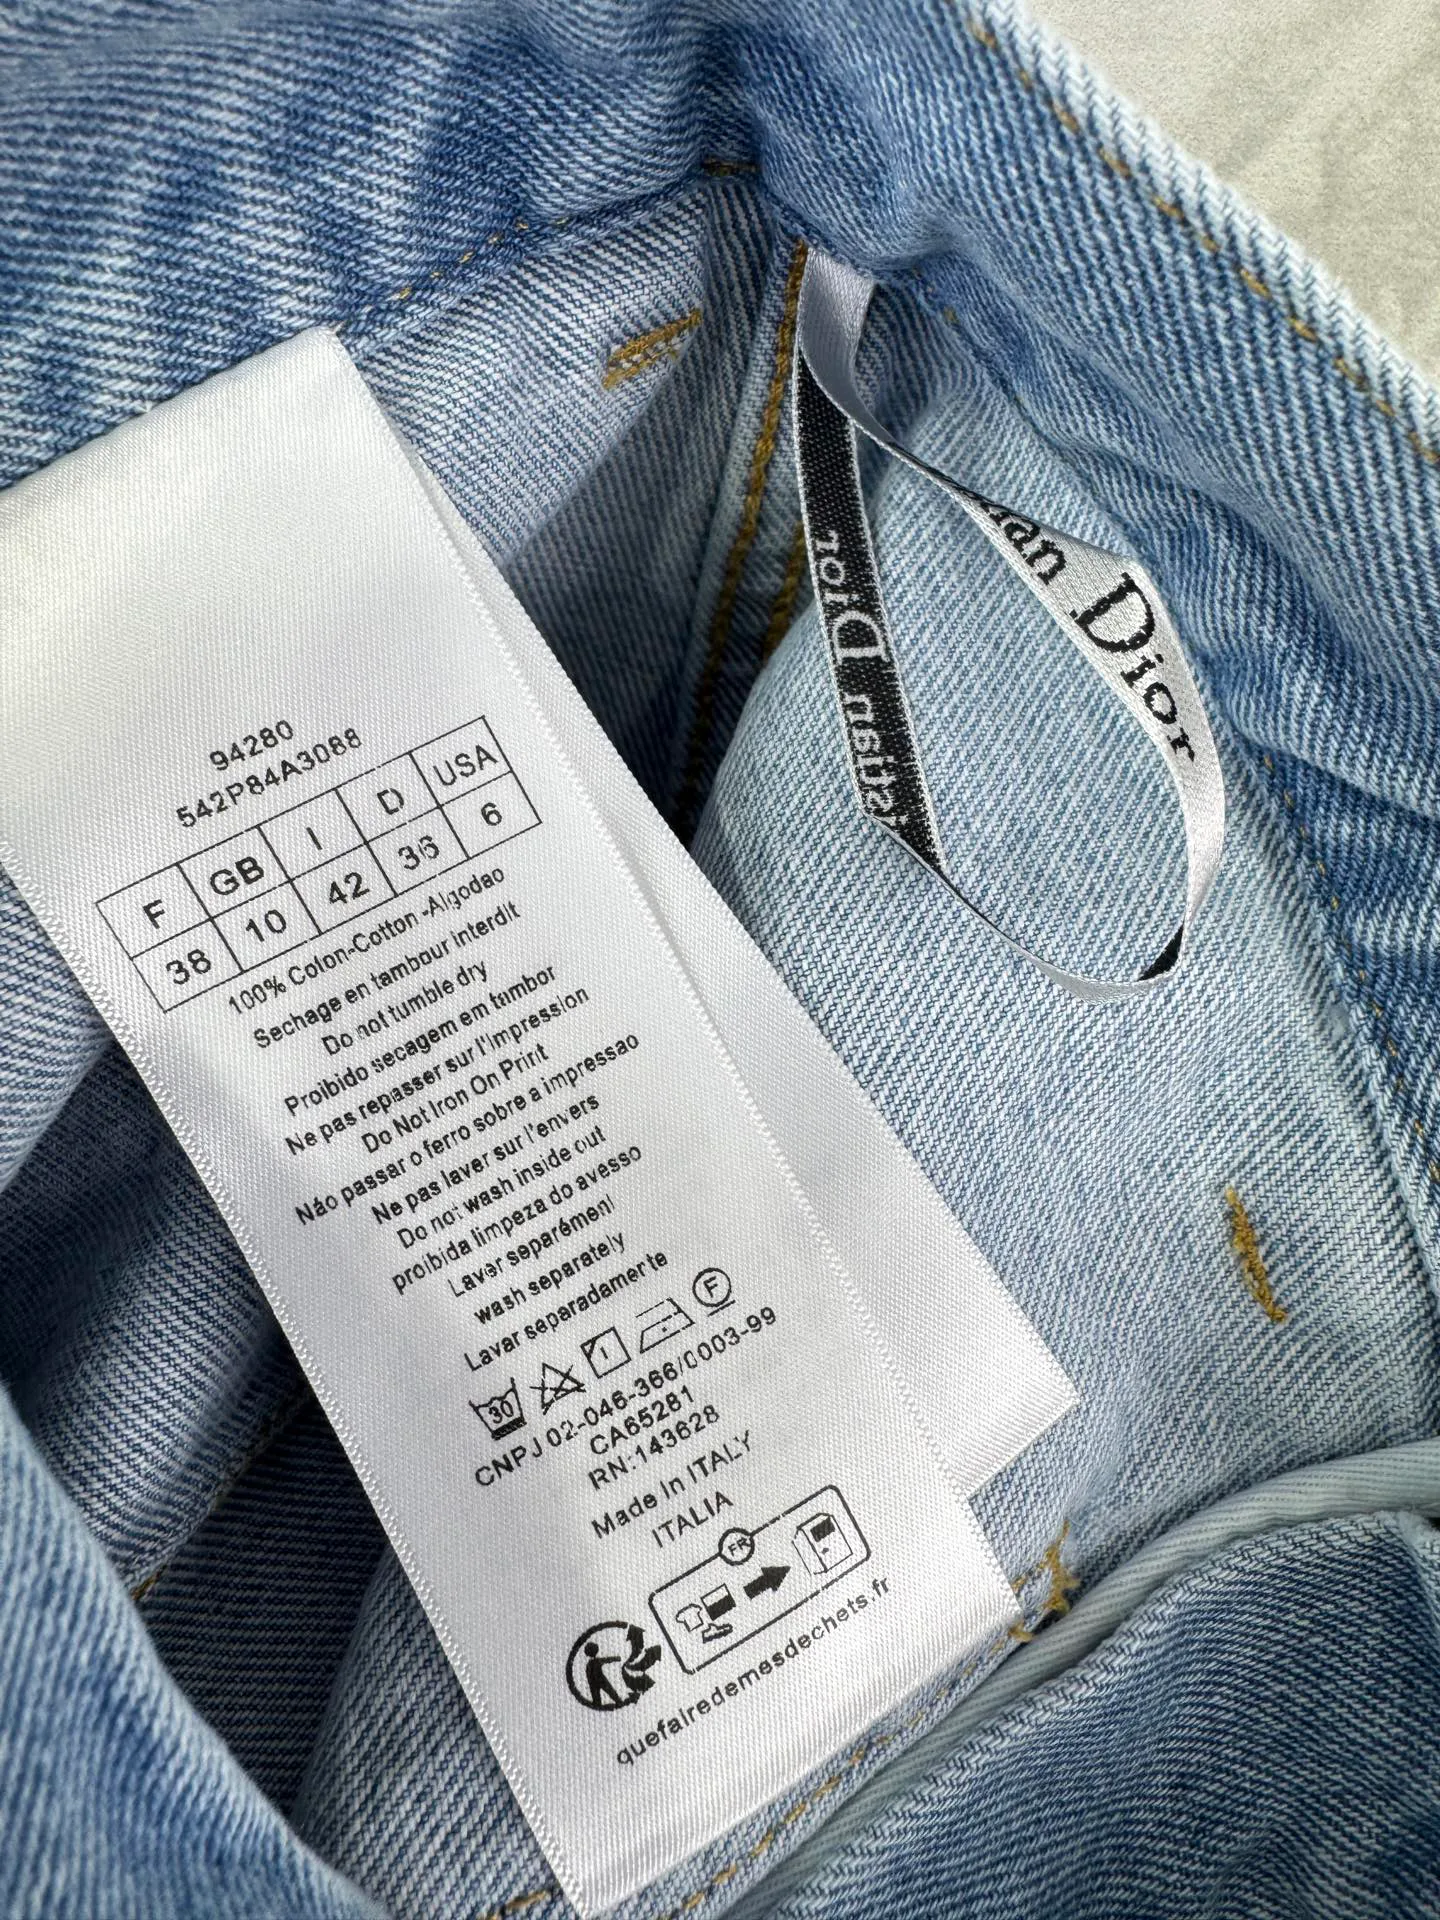 94280
542P84A3088
F GB I D USA
38 10 42 36 6
100% Coton-Cotton -Algodao
Sechage en tambour interdit
Do not tumble dry
Proibido secagem em tambor
Ne pas repasser sur l'impression
Do Not Iron On Print
Não passar o ferro sobre a impressao
Ne pas laver sur l'envers
Do not wash inside out
proibida limpeza do avesso
Laver separément
wash separately
Lavar separadamente
30 F
CNPJ 02-046-366/0003-99
CA65281
RN:143628
Made In ITALY
ITALIA
FR
quefairedemesdechets.fr
Dior
Dior